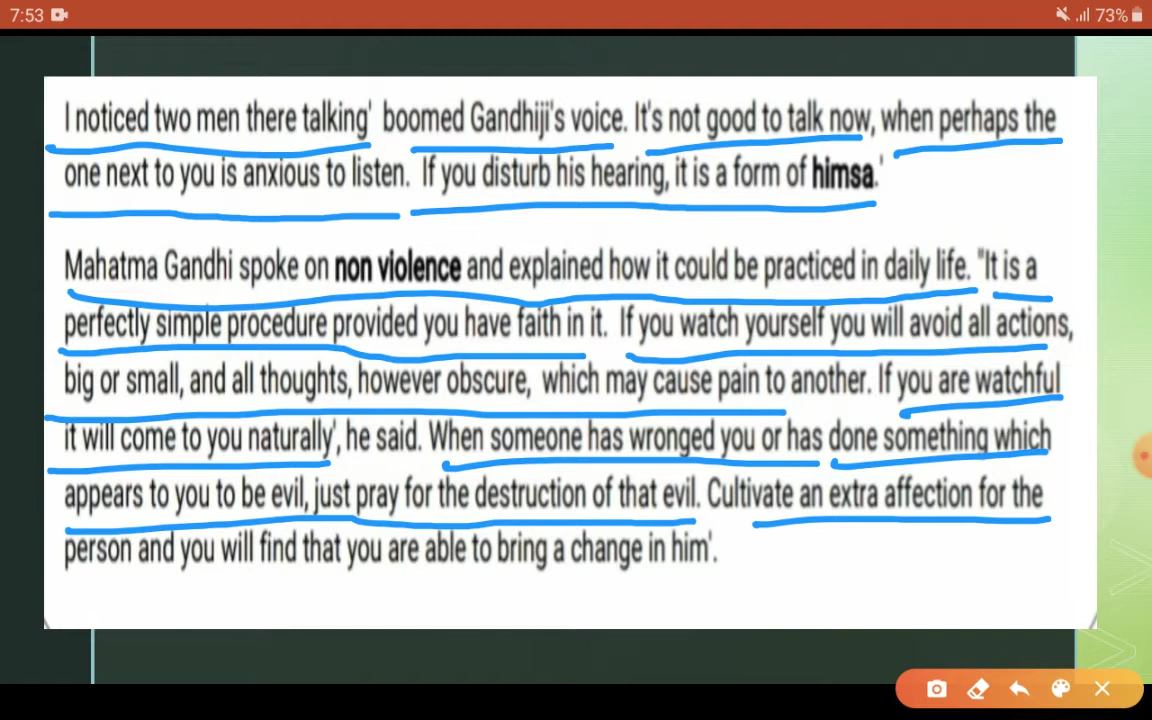 7:53 73%
I noticed two men there talking' boomed Gandhiji's voice. It's not good to talk now, when perhaps the
one next to you is anxious to listen. If you disturb his hearing, it is a form of himsa.'
Mahatma Gandhi spoke on non violence and explained how it could be practiced in daily life. "It is a
perfectly simple procedure provided you have faith in it. If you watch yourself you will avoid all actions,
big or small, and all thoughts, however obscure, which may cause pain to another. If you are watchful
it will come to you naturally', he said. When someone has wronged you or has done something which
appears to you to be evil, just pray for the destruction of that evil. Cultivate an extra affection for the
person and you will find that you are able to bring a change in him'.